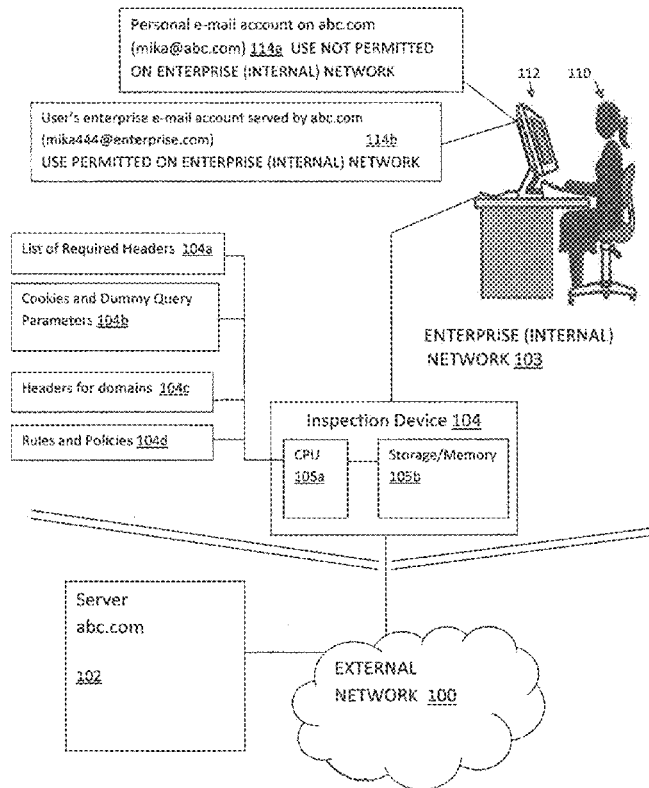 Personal e-mail account on abc.com
(mika@abc.com) 114a USE NOT PERMITTED
ON ENTERPRISE (INTERNAL) NETWORK
112
110
User's enterprise e-mail account served by abc.com
(mika444@enterprise.com) 114b
USE PERMITTED ON ENTERPRISE (INTERNAL) NETWORK
List of Required Headers 104a
Cookies and Dummy Query
Parameters 104b
Headers for domains 104c
Rules and Policies 104d
ENTERPRISE (INTERNAL)
NETWORK 103
Inspection Device 104
CPU
105a
Storage/Memory
105b
Server
abc.com
102
EXTERNAL
NETWORK 100